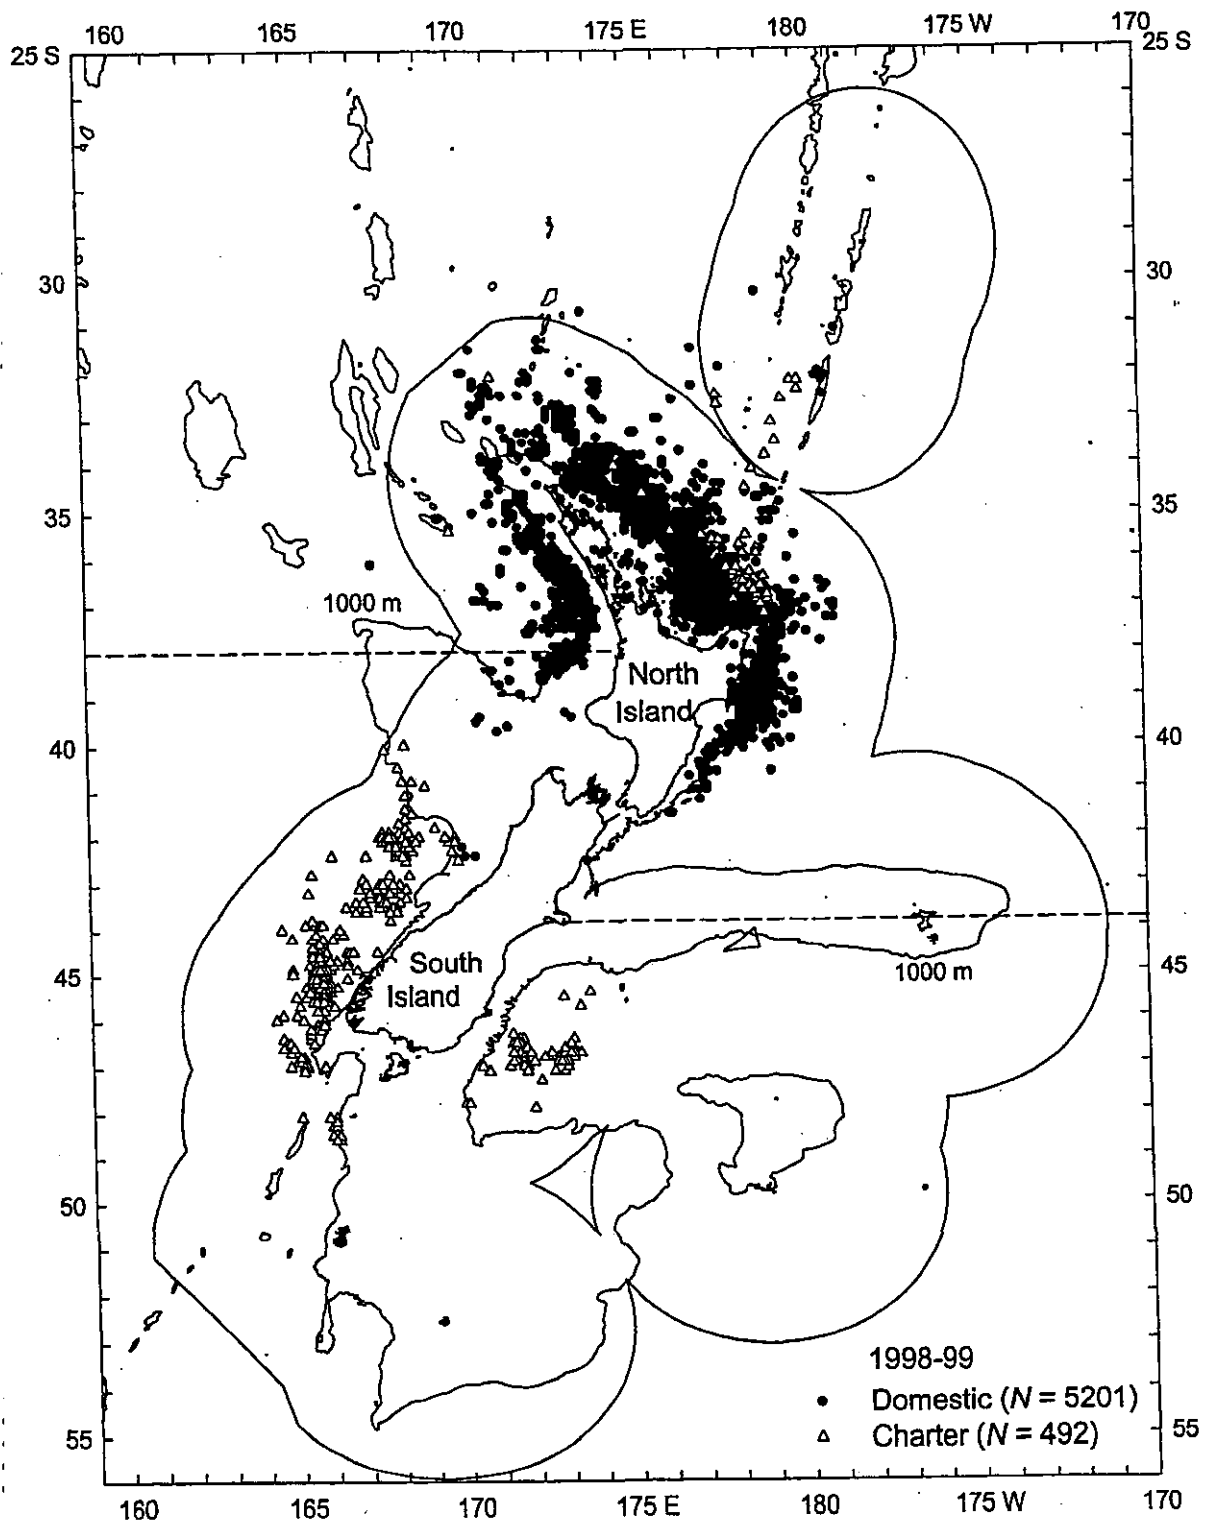 160 165 170 175 E 180 175 W 170
25 S 25 S
30 30
35 35
1000 m
North
Island
40 40
South
Island
45 45
1000 m
50 50
1998-99
Domestic (N = 5201)
Charter (N = 492)
55 55
160 165 170 175 E 180 175 W 170